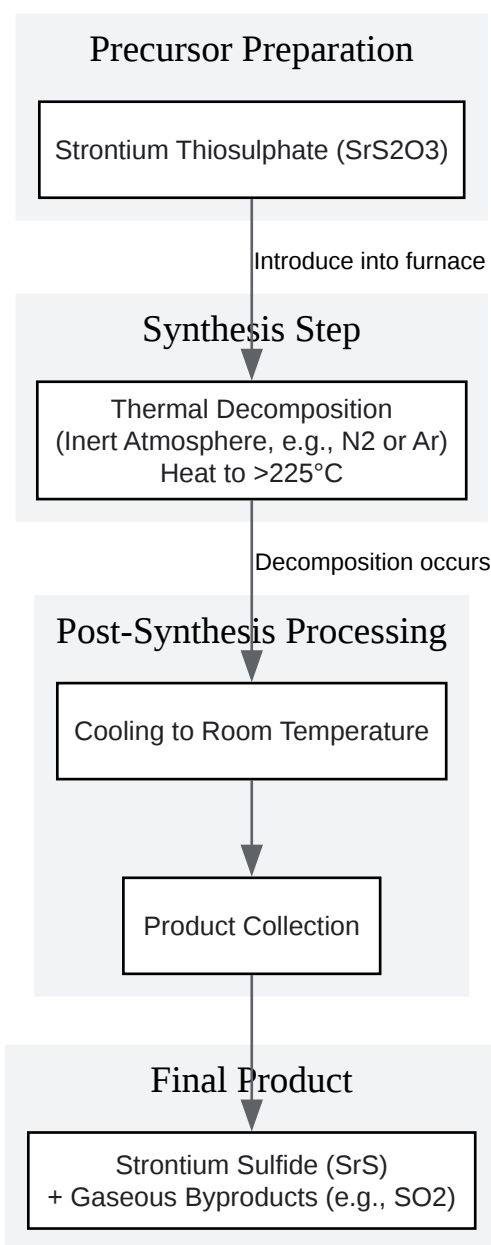 Precursor Preparation
Strontium Thiosulphate (SrS2O3)
Introduce into furnace
Synthesis Step
Thermal Decomposition
(Inert Atmosphere, e.g., N2 or Ar)
Heat to >225°C
Decomposition occurs
Post-Synthesis Processing
Cooling to Room Temperature
Product Collection
Final Product
Strontium Sulfide (SrS)
+ Gaseous Byproducts (e.g., SO2)